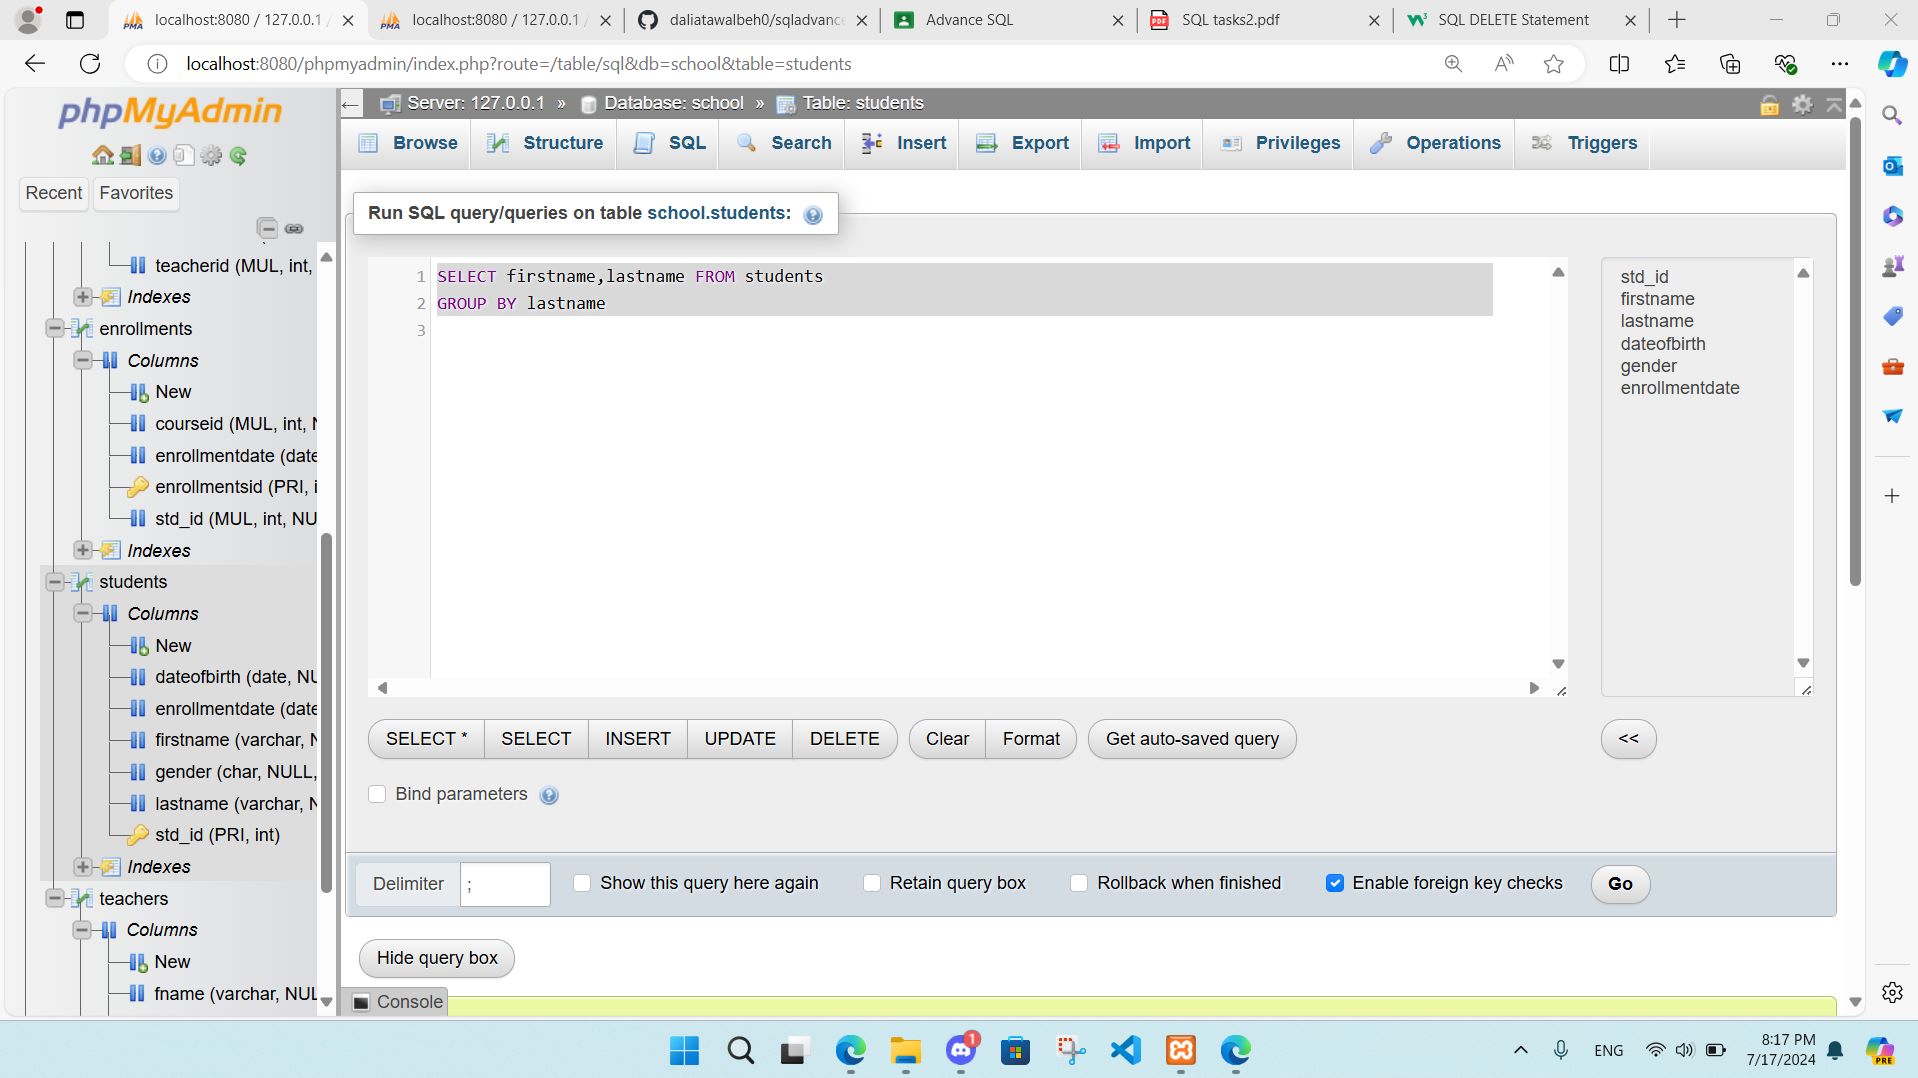 localhost:8080 / 127.0.0.1 /
localhost:8080 / 127.0.0.1 /
daliatawalbeh0/sqladvance
Advance SQL
SQL tasks2.pdf
SQL DELETE Statement
localhost:8080/phpmyadmin/index.php?route=/table/sql&db=school&table=students
phpMyAdmin
Recent
Favorites
teacherid (MUL, int,
Indexes
enrollments
Columns
New
courseid (MUL, int, N
enrollmentdate (date
enrollmentsid (PRI, i
std_id (MUL, int, NU
Indexes
students
Columns
New
dateofbirth (date, NU
enrollmentdate (date
firstname (varchar, N
gender (char, NULL,
lastname (varchar, N
std_id (PRI, int)
Indexes
teachers
Columns
New
fname (varchar, NUL
Server: 127.0.0.1 » Database: school » Table: students
Browse
Structure
SQL
Search
Insert
Export
Import
Privileges
Operations
Triggers
Run SQL query/queries on table school.students:
1 SELECT firstname,lastname FROM students
2 GROUP BY lastname
3
std_id
firstname
lastname
dateofbirth
gender
enrollmentdate
SELECT *
SELECT
INSERT
UPDATE
DELETE
Clear
Format
Get auto-saved query
<<
Bind parameters
Delimiter
;
Show this query here again
Retain query box
Rollback when finished
Enable foreign key checks
Go
Hide query box
Console
1
ENG
8:17 PM
7/17/2024
PRE